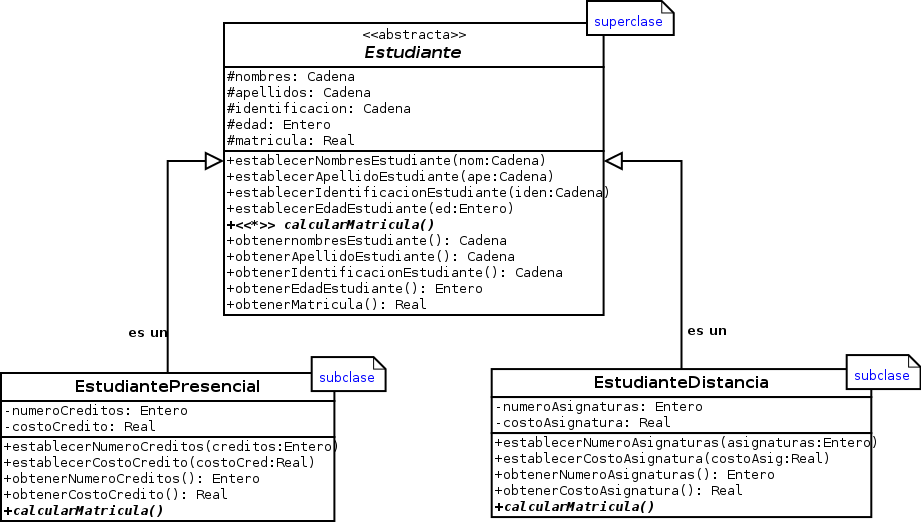 superclase
<<abstracta>>
Estudiante
#nombres: Cadena
#apellidos: Cadena
#identificacion: Cadena
#edad: Entero
#matricula: Real
+establecerNombresEstudiante(nom:Cadena)
+establecerApellidoEstudiante(ape:Cadena)
+establecerIdentificacionEstudiante(iden:Cadena)
+establecerEdadEstudiante(ed:Entero)
+<<*>> calcularMatricula()
+obtenernombresEstudiante(): Cadena
+obtenerApellidoEstudiante(): Cadena
+obtenerIdentificacionEstudiante(): Cadena
+obtenerEdadEstudiante(): Entero
+obtenerMatricula(): Real
es un
es un
subclase
EstudiantePresencial
-numeroCreditos: Entero
-costoCredito: Real
+establecerNumeroCreditos(creditos:Entero)
+establecerCostoCredito(costoCred:Real)
+obtenerNumeroCreditos(): Entero
+obtenerCostoCredito(): Real
+calcularMatricula()
subclase
EstudianteDistancia
-numeroAsignaturas: Entero
-costoAsignatura: Real
+establecerNumeroAsignaturas(asignaturas:Entero)
+establecerCostoAsignatura(costoAsig:Real)
+obtenerNumeroAsignaturas(): Entero
+obtenerCostoAsignatura(): Real
+calcularMatricula()